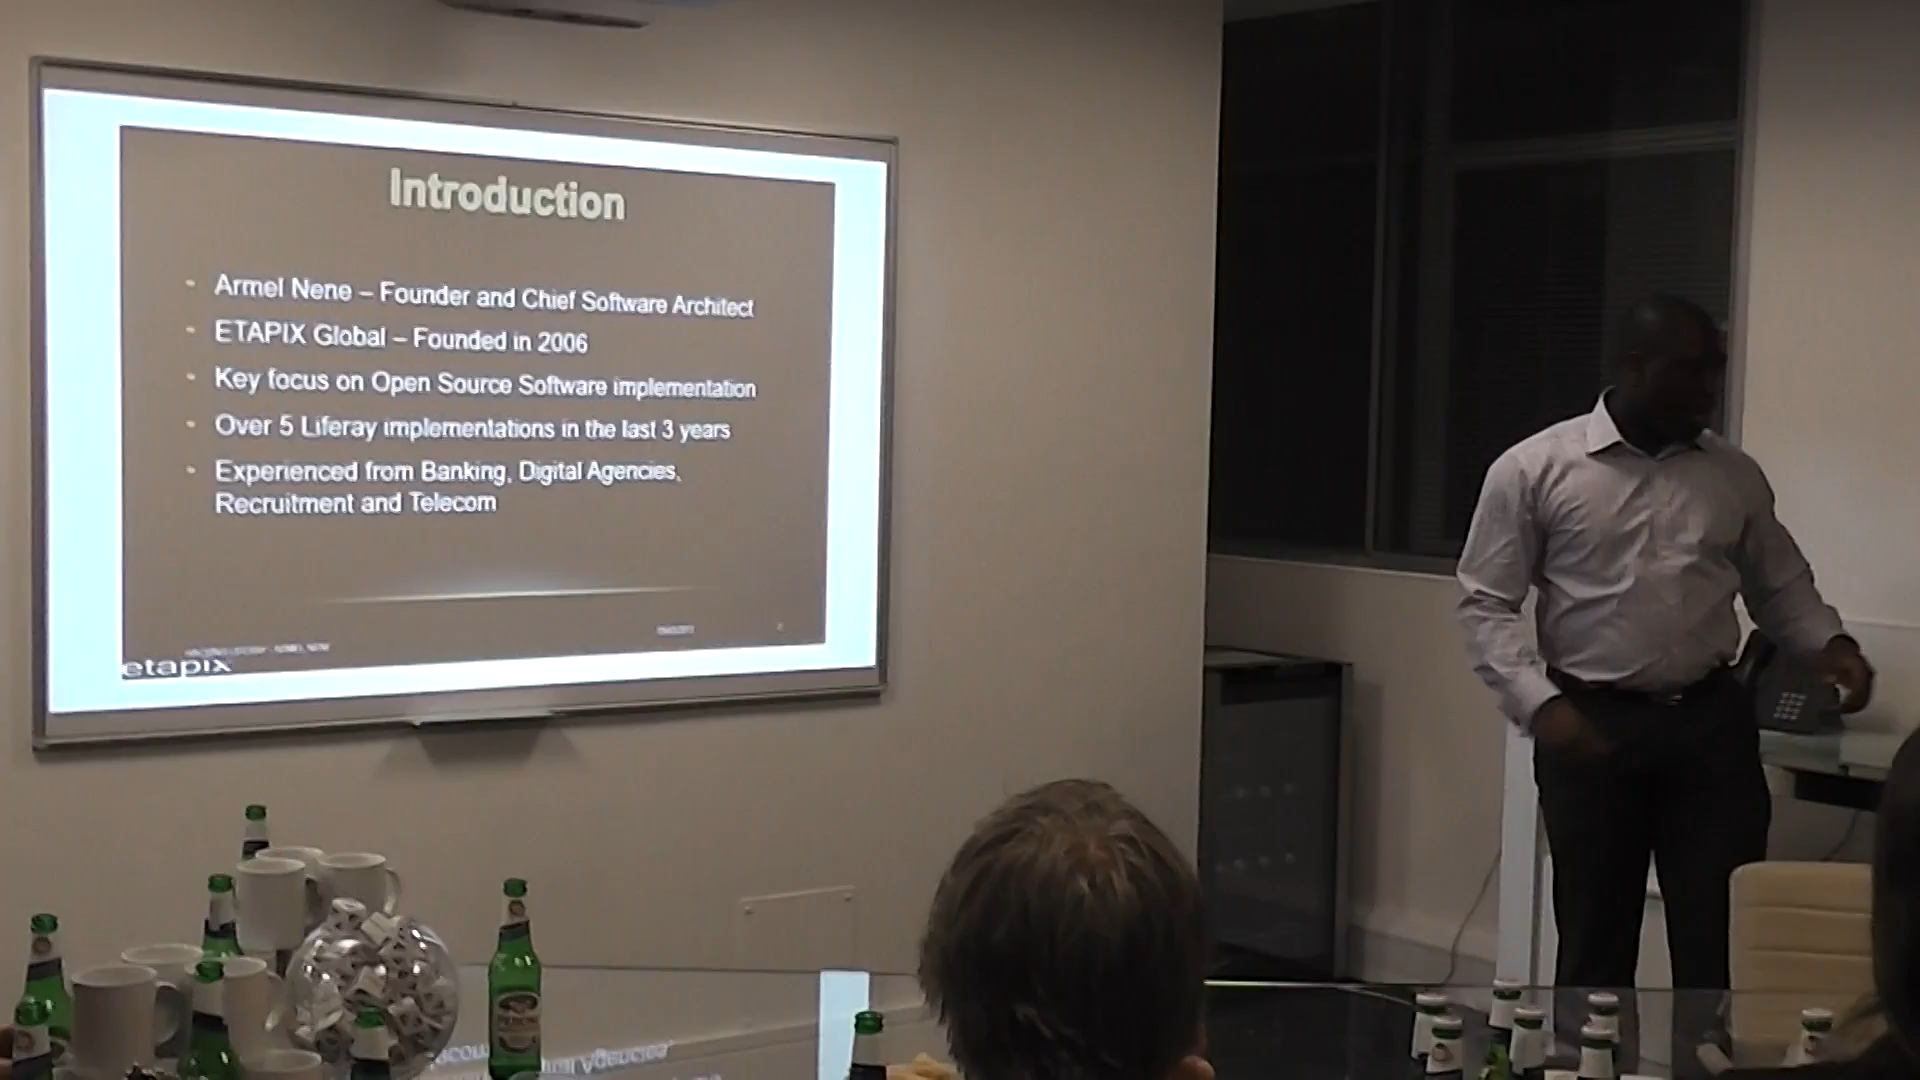 Introduction
• Armel Nene – Founder and Chief Software Architect
• ETAPIX Global – Founded in 2006
• Key focus on Open Source Software implementation
• Over 5 Liferay implementations in the last 3 years
• Experienced from Banking, Digital Agencies,
Recruitment and Telecom
etapix